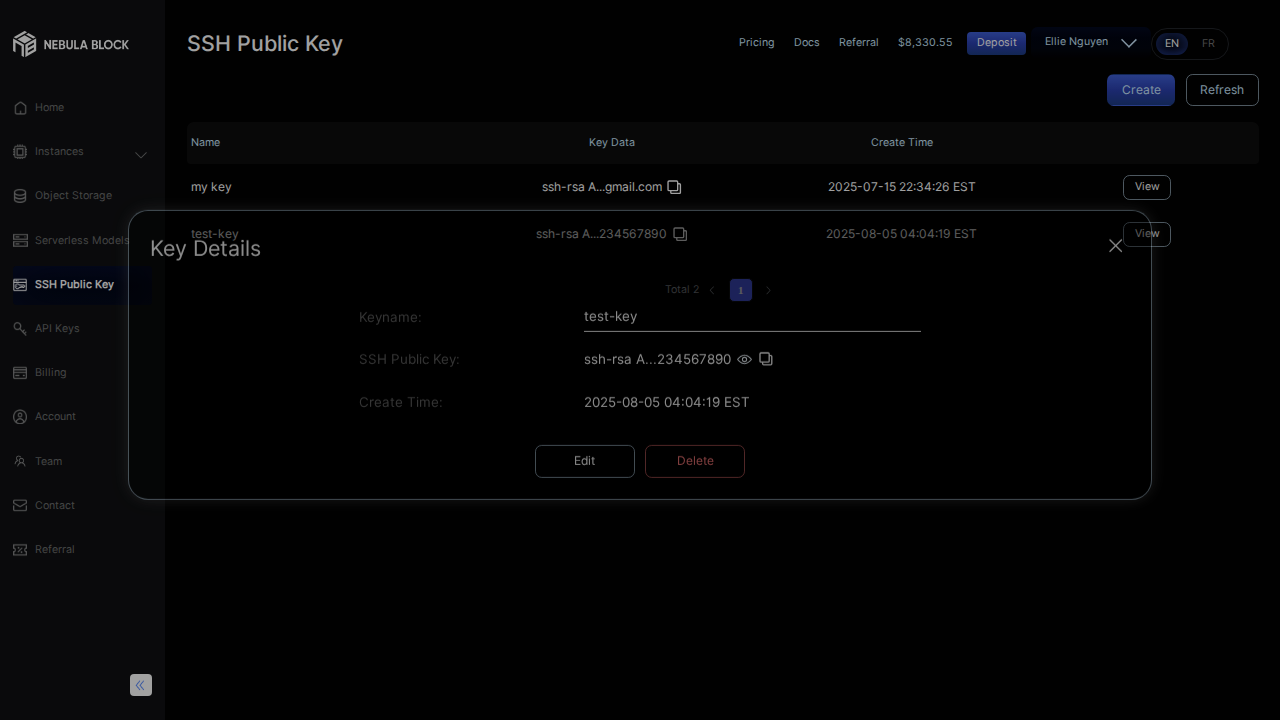 NEBULA BLOCK
SSH Public Key
Pricing
Docs
Referral
$8,330.55
Deposit
Ellie Nguyen
EN
FR
Create
Refresh
Home
Instances
Object Storage
Serverless Models
SSH Public Key
API Keys
Billing
Account
Team
Contact
Referral
Name
Key Data
Create Time
my key
ssh-rsa A...gmail.com
2025-07-15 22:34:26 EST
View
test-key
ssh-rsa A...234567890
2025-08-05 04:04:19 EST
View
Total 2
1
Key Details
Keyname:
test-key
SSH Public Key:
ssh-rsa A...234567890
Create Time:
2025-08-05 04:04:19 EST
Edit
Delete